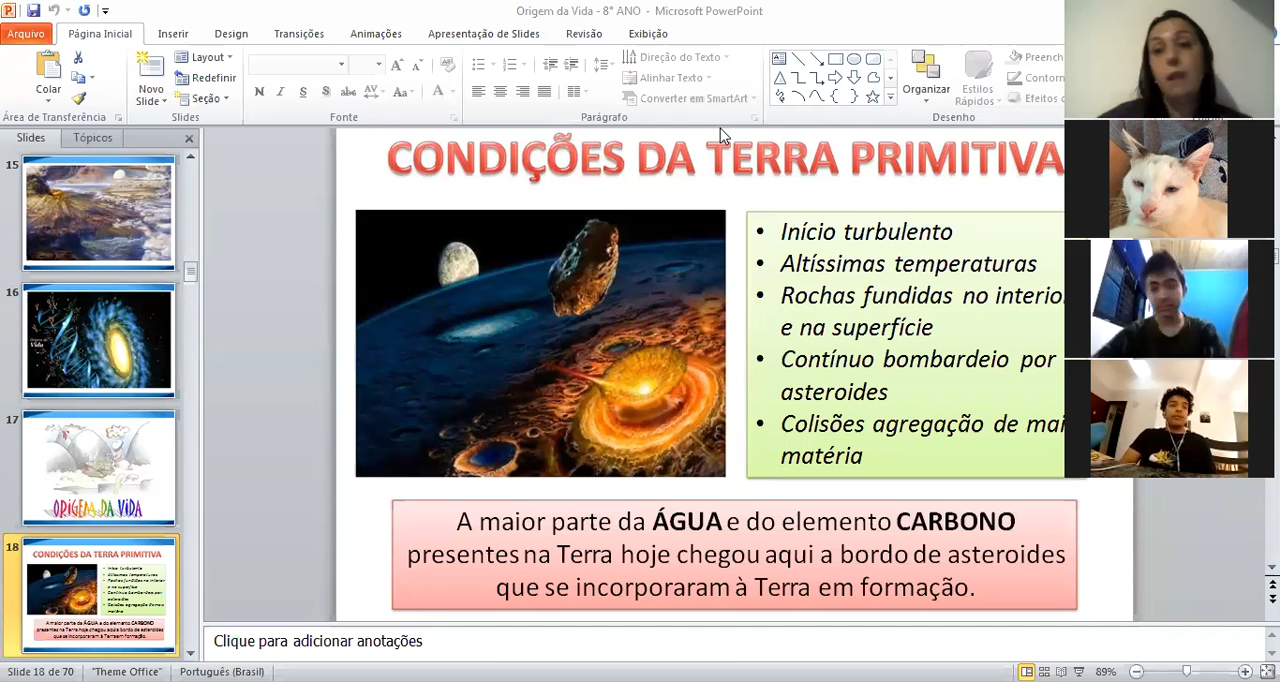 Origem da Vida - 8° ANO - Microsoft PowerPoint
Arquivo Página Inicial Inserir Design Transições Animações Apresentação de Slides Revisão Exibição
Colar
Novo
Slide
Layout
Redefinir
Seção
Direção do Texto
Alinhar Texto
Converter em SmartArt
Organizar
Estilos
Rápidos
Preench
Contorn
Efeitos
Área de Transferência Slides Fonte Parágrafo Desenho
Slides Tópicos
15
16
17
ORIGEM DA VIDA
18
CONDIÇÕES DA TERRA PRIMITIVA
CONDIÇÕES DA TERRA PRIMITIVA
• Início turbulento
• Altíssimas temperaturas
• Rochas fundidas no interio
e na superfície
• Contínuo bombardeio por
asteroides
• Colisões agregação de mai
matéria
A maior parte da ÁGUA e do elemento CARBONO
presentes na Terra hoje chegou aqui a bordo de asteroides
que se incorporaram à Terra em formação.
Clique para adicionar anotações
Slide 18 de 70 "Theme Office" Português (Brasil) 89%